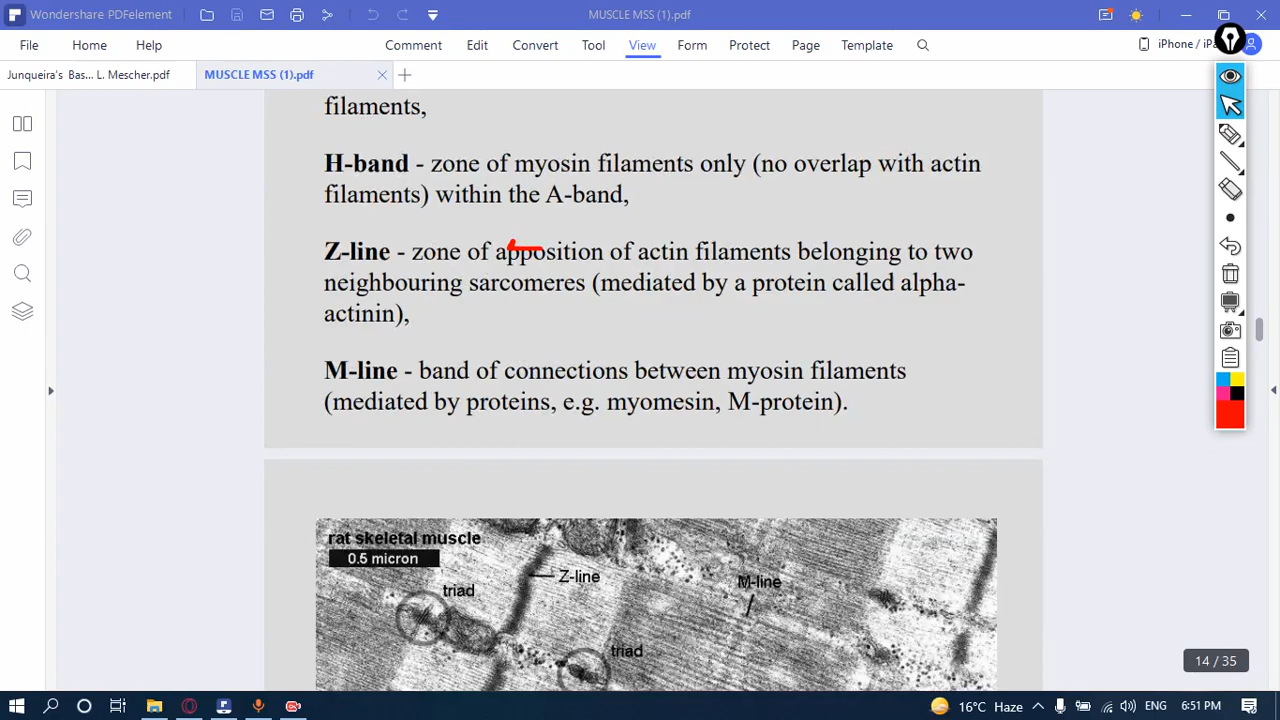 Wondershare PDFelement
MUSCLE MSS (1).pdf
File Home Help Comment Edit Convert Tool View Form Protect Page Template
iPhone / iPa
Junqueira's Bas... L. Mescher.pdf
MUSCLE MSS (1).pdf
filaments,
H-band - zone of myosin filaments only (no overlap with actin
filaments) within the A-band,
Z-line - zone of apposition of actin filaments belonging to two
neighbouring sarcomeres (mediated by a protein called alpha-
actinin),
M-line - band of connections between myosin filaments
(mediated by proteins, e.g. myomesin, M-protein).
rat skeletal muscle
0.5 micron
Z-line
M-line
triad
triad
14 / 35
16°C Haze
ENG
6:51 PM